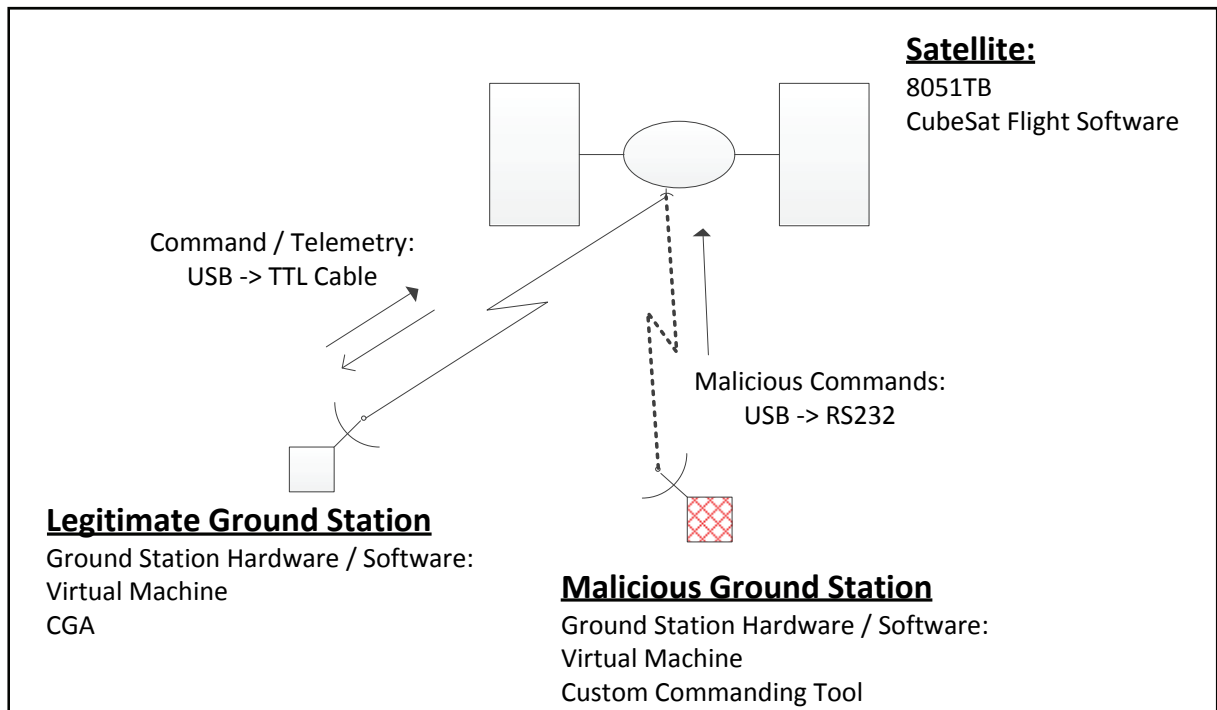 Satellite:
8051TB
CubeSat Flight Software
Command / Telemetry:
USB -> TTL Cable
Malicious Commands:
USB -> RS232
Legitimate Ground Station
Ground Station Hardware / Software:
Virtual Machine
CGA
Malicious Ground Station
Ground Station Hardware / Software:
Virtual Machine
Custom Commanding Tool